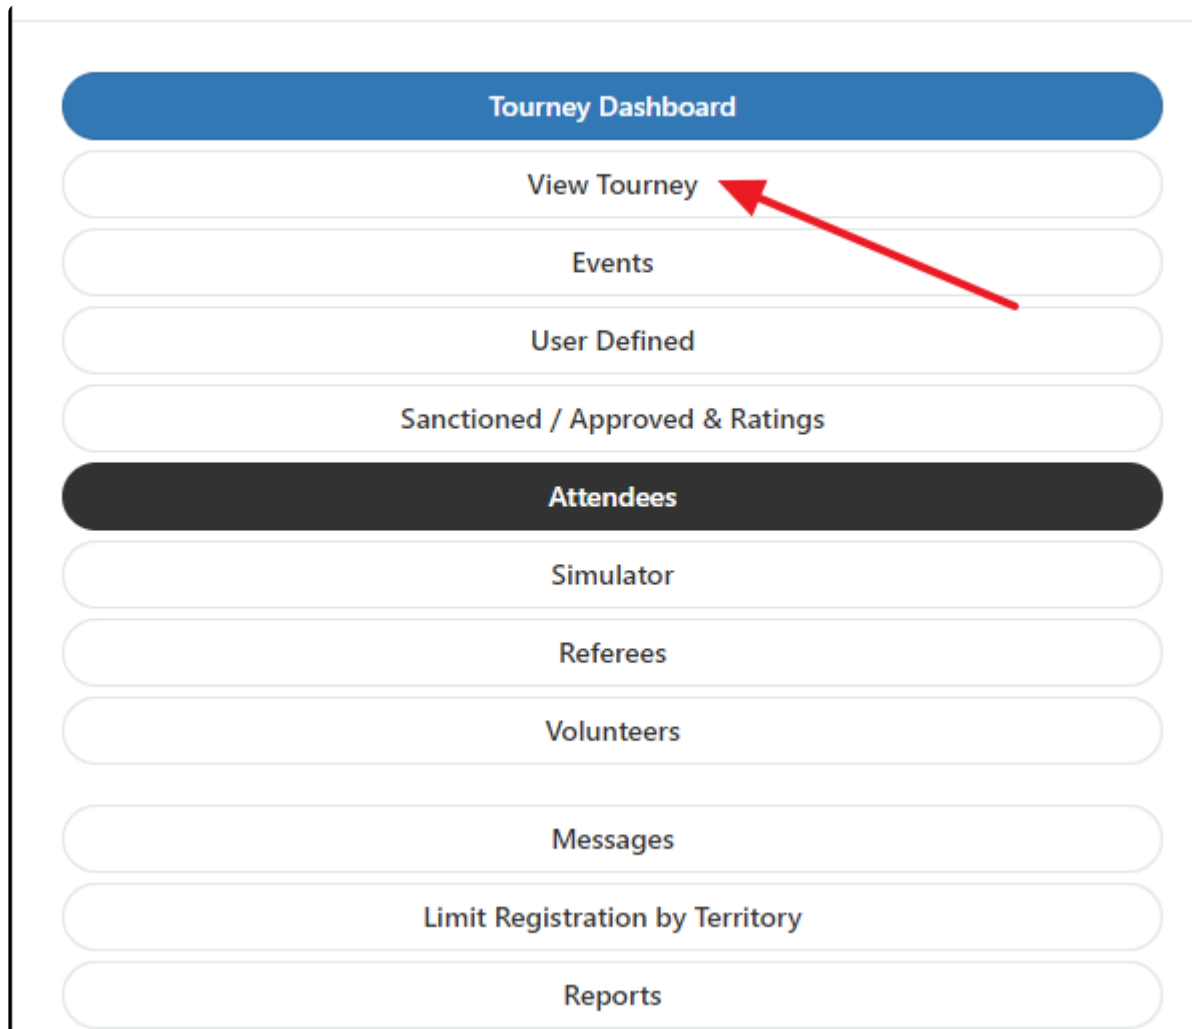 Tourney Dashboard
View Tourney
Events
User Defined
Sanctioned / Approved & Ratings
Attendees
Simulator
Referees
Volunteers
Messages
Limit Registration by Territory
Reports